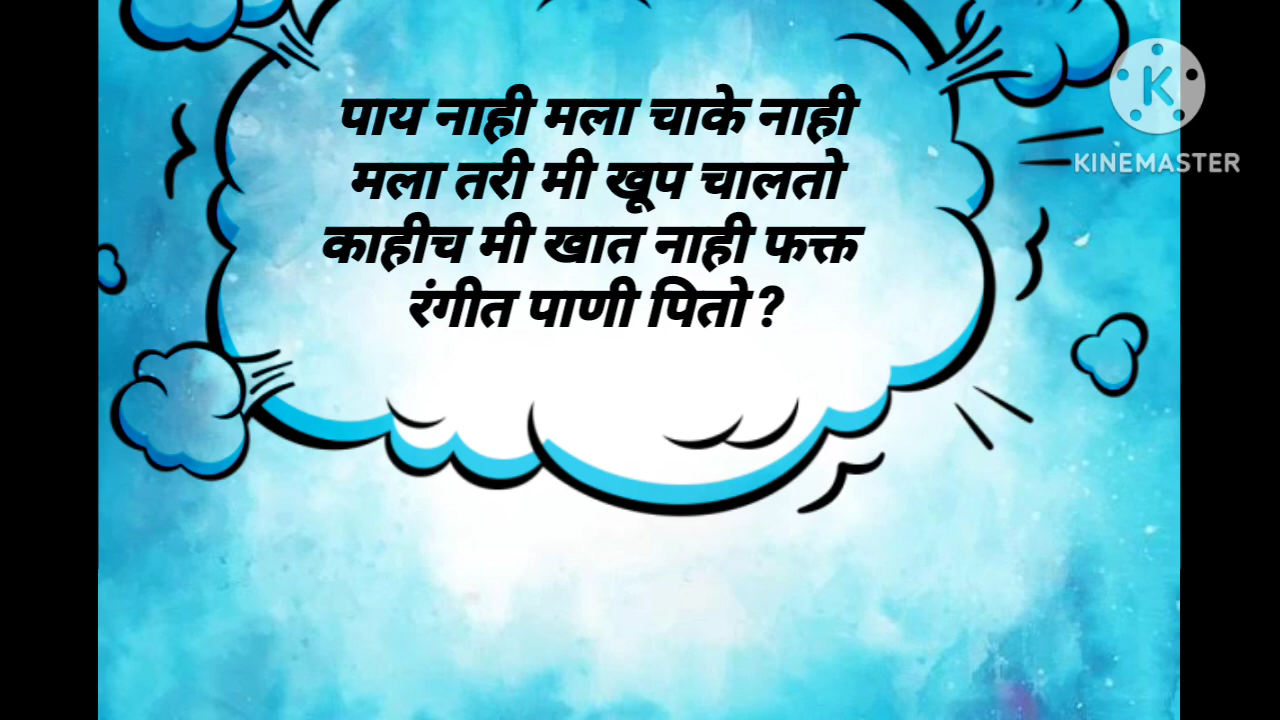 पाय नाही मला चाके नाही
मला तरी मी खूप चालतो
काहीच मी खात नाही फक्त
रंगीत पाणी पितो ?
K
KINEMASTER